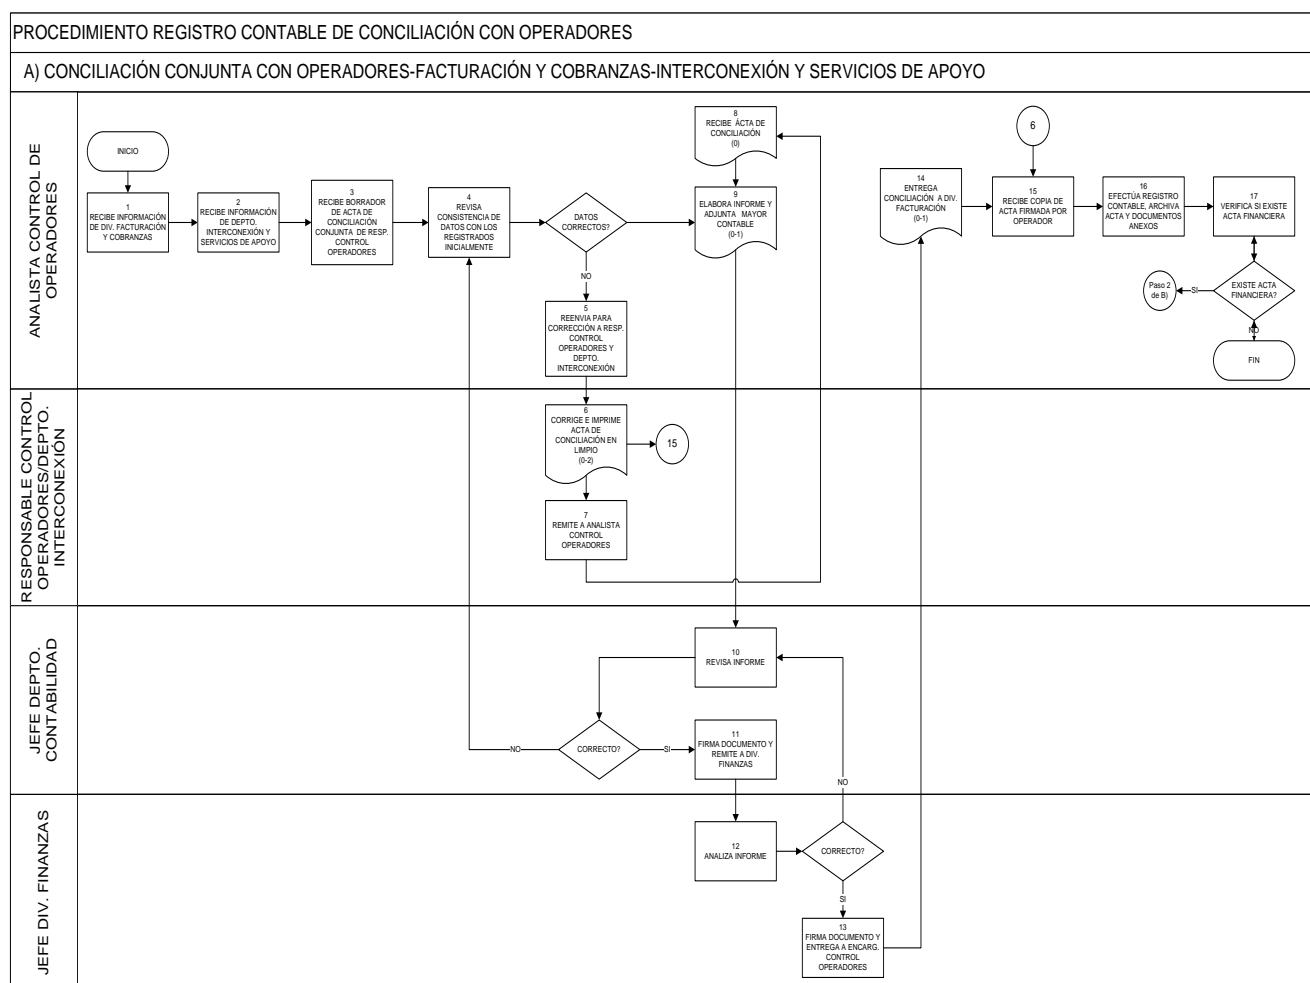 PROCEDIMIENTO REGISTRO CONTABLE DE CONCILIACIÓN CON OPERADORES
A) CONCILIACIÓN CONJUNTA CON OPERADORES-FACTURACIÓN Y COBRANZAS-INTERCONEXIÓN Y SERVICIOS DE APOYO
ANALISTA CONTROL DE
OPERADORES
INICIO
1
RECIBE INFORMACIÓN
DE DIV. FACTURACIÓN
Y COBRANZAS
2
RECIBE INFORMACIÓN
DE DEPTO.
INTERCONEXIÓN Y
SERVICIOS DE APOYO
3
RECIBE BORRADOR
DE ACTA DE
CONCILIACIÓN
CONJUNTA DE RESP.
CONTROL
OPERADORES
4
REVISA
CONSISTENCIA DE
DATOS CON LOS
REGISTRADOS
INICIALMENTE
DATOS
CORRECTOS?
NO
5
REENVIA PARA
CORRECCIÓN A RESP.
CONTROL
OPERADORES Y
DEPTO.
INTERCONEXIÓN
8
RECIBE ÁCTA DE
CONCILIACIÓN
(0)
9
ELABORA INFORME Y
ADJUNTA MAYOR
CONTABLE
(0-1)
14
ENTREGA
CONCILIACIÓN A DIV.
FACTURACIÓN
(0-1)
6
15
RECIBE COPIA DE
ACTA FIRMADA POR
OPERADOR
16
EFECTÚA REGISTRO
CONTABLE, ARCHIVA
ACTA Y DOCUMENTOS
ANEXOS
17
VERIFICA SI EXISTE
ACTA FINANCIERA
EXISTE ACTA
FINANCIERA?
SI
Paso 2
de B)
NO
FIN
RESPONSABLE CONTROL
OPERADORES/DEPTO.
INTERCONEXIÓN
6
CORRIGE E IMPRIME
ACTA DE
CONCILIACIÓN EN
LIMPIO
(0-2)
15
7
REMITE A ANALISTA
CONTROL
OPERADORES
JEFE DEPTO.
CONTABILIDAD
10
REVISA INFORME
CORRECTO?
NO
SI
11
FIRMA DOCUMENTO Y
REMITE A DIV.
FINANZAS
NO
JEFE DIV. FINANZAS
12
ANALIZA INFORME
CORRECTO?
SI
13
FIRMA DOCUMENTO Y
ENTREGA A ENCARG.
CONTROL
OPERADORES